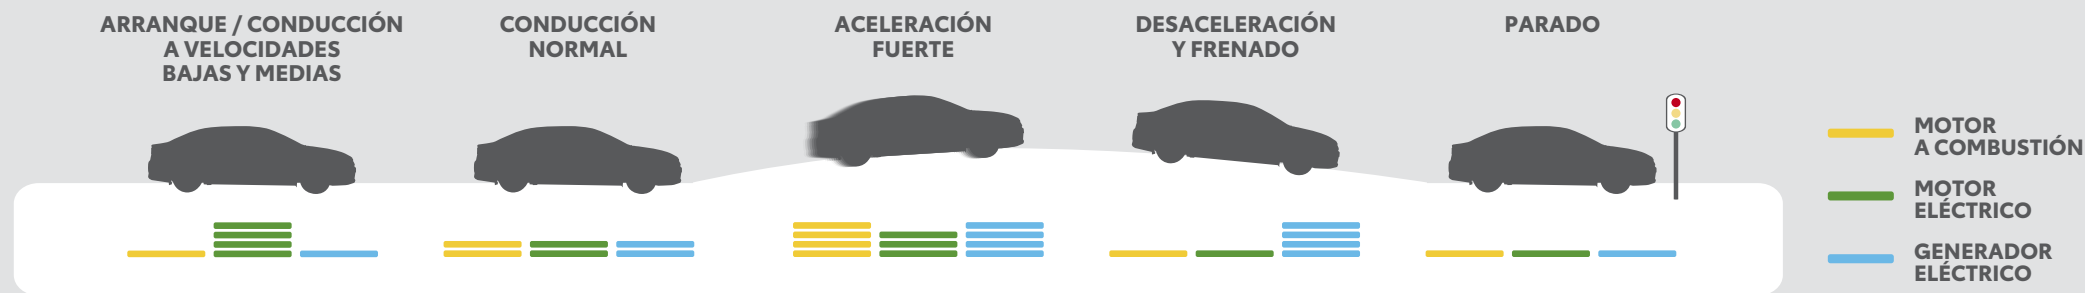 ARRANQUE / CONDUCCIÓN
A VELOCIDADES
BAJAS Y MEDIAS
CONDUCCIÓN
NORMAL
ACELERACIÓN
FUERTE
DESACELERACIÓN
Y FRENADO
PARADO
MOTOR
A COMBUSTIÓN
MOTOR
ELÉCTRICO
GENERADOR
ELÉCTRICO